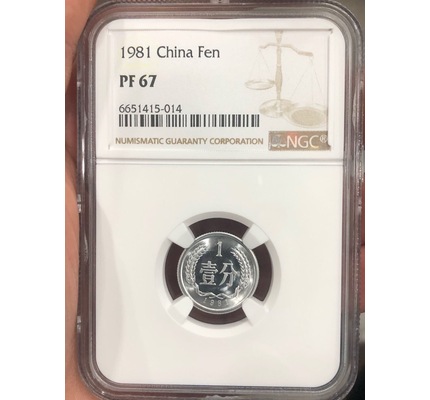 1981 China Fen
PF 67
6651415-014
NUMISMATIC GUARANTY CORPORATION
NGC®
1
壹分